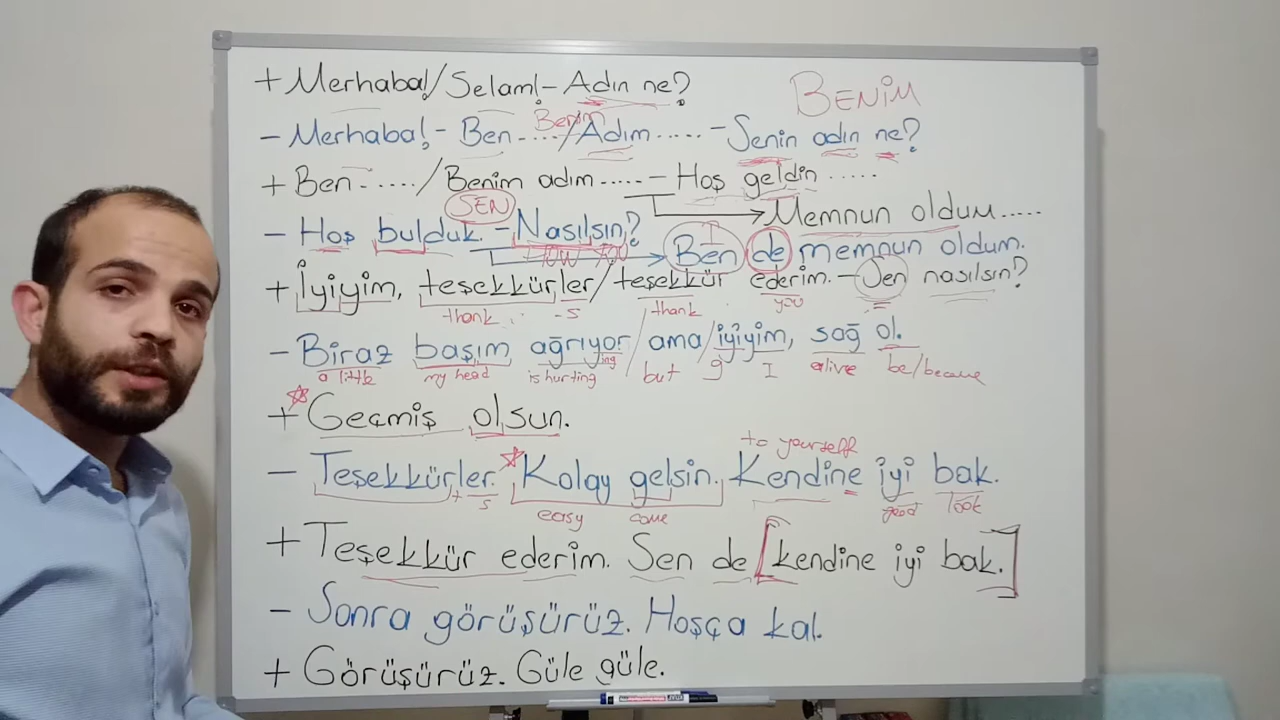 + Merhaba! / Selam! - Adın ne?
BENİM
Benim
- Merhaba! - Ben ..... / Adım ..... - Senin adın ne?
+ Ben ..... / Benim adım ..... - Hoş geldin .....
SEN
Memnun oldum .....
- Hoş bulduk. - Nasılsın?
HOW YOU
I
Ben de memnun oldum.
+ İyiyim, teşekkürler / teşekkür ederim. - Sen nasılsın?
thank -s thank you
- Biraz başım ağrıyor / ama / iyiyim, sağ ol.
ing
a little my head is hurting but g I alive be/became
+ Geçmiş olsun.
to yourself
- Teşekkürler. Kolay gelsin. Kendine iyi bak.
+ s easy come good look
+ Teşekkür ederim. Sen de [kendine iyi bak.]
- Sonra görüşürüz. Hoşça kal.
+ Görüşürüz. Güle güle.